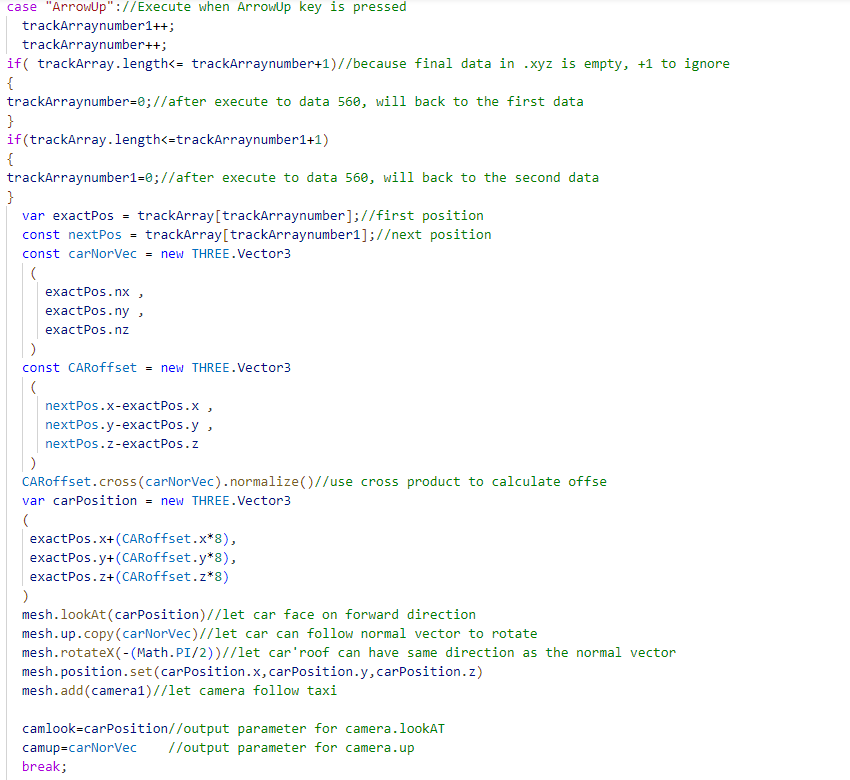 case "ArrowUp"://Execute when ArrowUp key is pressed
trackArraynumber1++;
trackArraynumber++;
if( trackArray.length<= trackArraynumber+1)//because final data in .xyz is empty, +1 to ignore
{
trackArraynumber=0;//after execute to data 560, will back to the first data
}
if(trackArray.length<=trackArraynumber1+1)
{
trackArraynumber1=0;//after execute to data 560, will back to the second data
}
var exactPos = trackArray[trackArraynumber];//first position
const nextPos = trackArray[trackArraynumber1];//next position
const carNorVec = new THREE.Vector3
(
exactPos.nx ,
exactPos.ny ,
exactPos.nz
)
const CARoffset = new THREE.Vector3
(
nextPos.x-exactPos.x ,
nextPos.y-exactPos.y ,
nextPos.z-exactPos.z
)
CARoffset.cross(carNorVec).normalize()//use cross product to calculate offse
var carPosition = new THREE.Vector3
(
exactPos.x+(CARoffset.x*8),
exactPos.y+(CARoffset.y*8),
exactPos.z+(CARoffset.z*8)
)
mesh.lookAt(carPosition)//let car face on forward direction
mesh.up.copy(carNorVec)//let car can follow normal vector to rotate
mesh.rotateX(-(Math.PI/2))//let car'roof can have same direction as the normal vector
mesh.position.set(carPosition.x,carPosition.y,carPosition.z)
mesh.add(camera1)//let camera follow taxi
camlook=carPosition//output parameter for camera.lookAT
camup=carNorVec    //output parameter for camera.up
break;